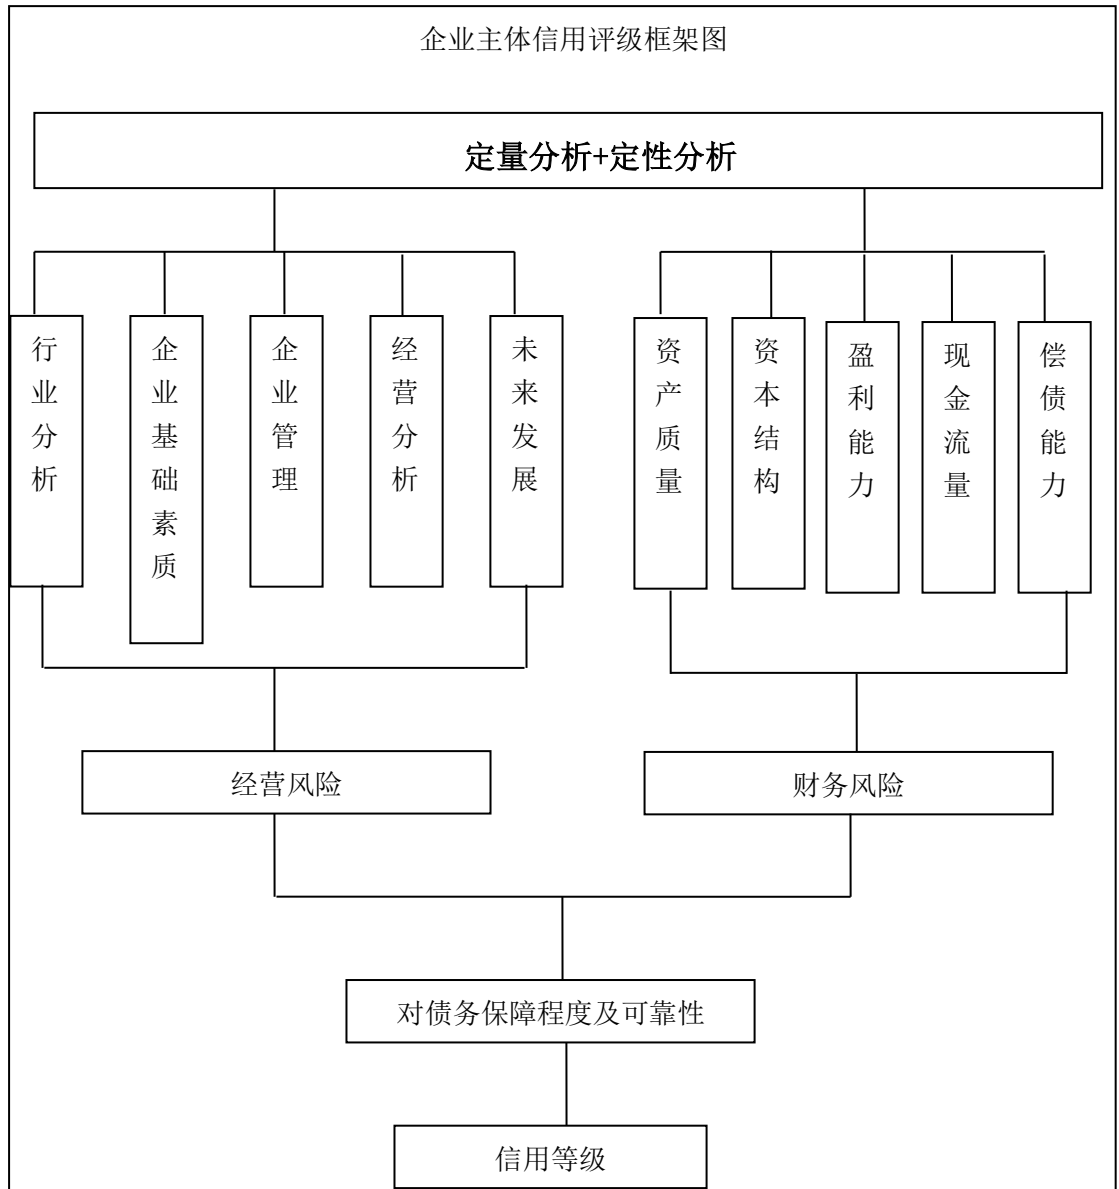 企业主体信用评级框架图
定量分析+定性分析
行业分析
企业基础素质
企业管理
经营分析
未来发展
资产质量
资本结构
盈利能力
现金流量
偿债能力
经营风险
财务风险
对债务保障程度及可靠性
信用等级